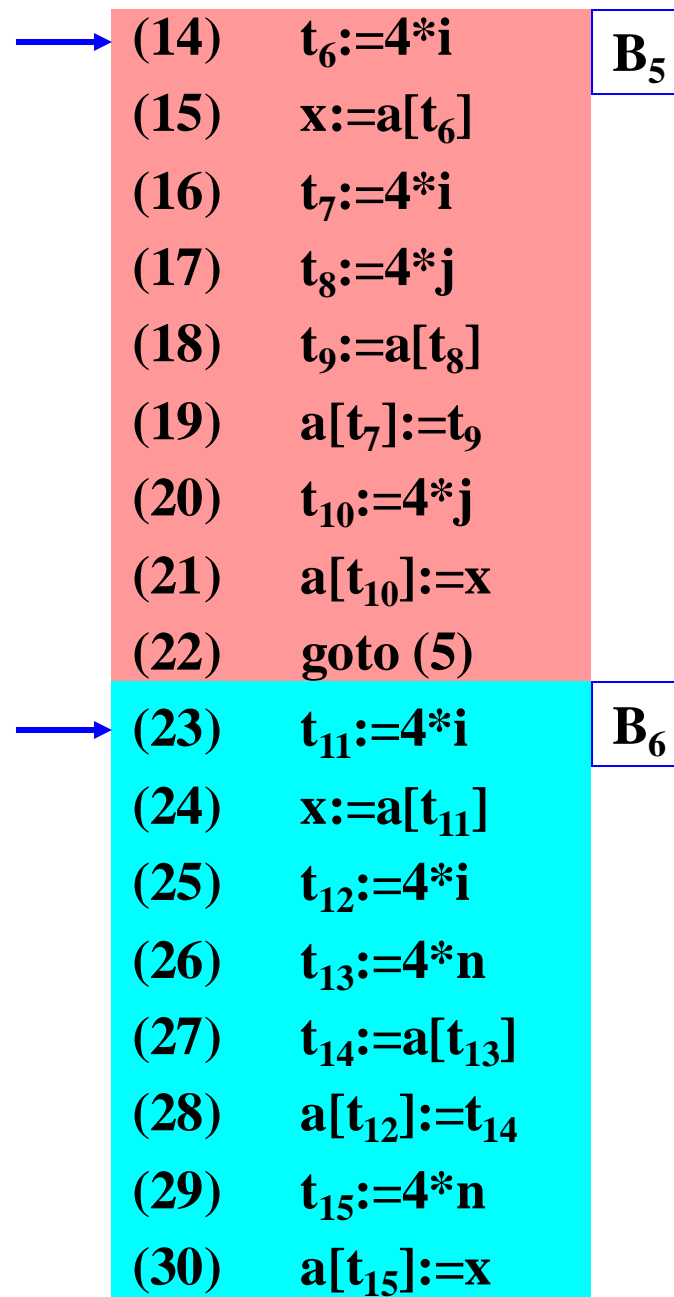 (14) t₆:=4*i B₅
(15) x:=a[t₆]
(16) t₇:=4*i
(17) t₈:=4*j
(18) t₉:=a[t₈]
(19) a[t₇]:=t₉
(20) t₁₀:=4*j
(21) a[t₁₀]:=x
(22) goto (5)
(23) t₁₁:=4*i B₆
(24) x:=a[t₁₁]
(25) t₁₂:=4*i
(26) t₁₃:=4*n
(27) t₁₄:=a[t₁₃]
(28) a[t₁₂]:=t₁₄
(29) t₁₅:=4*n
(30) a[t₁₅]:=x